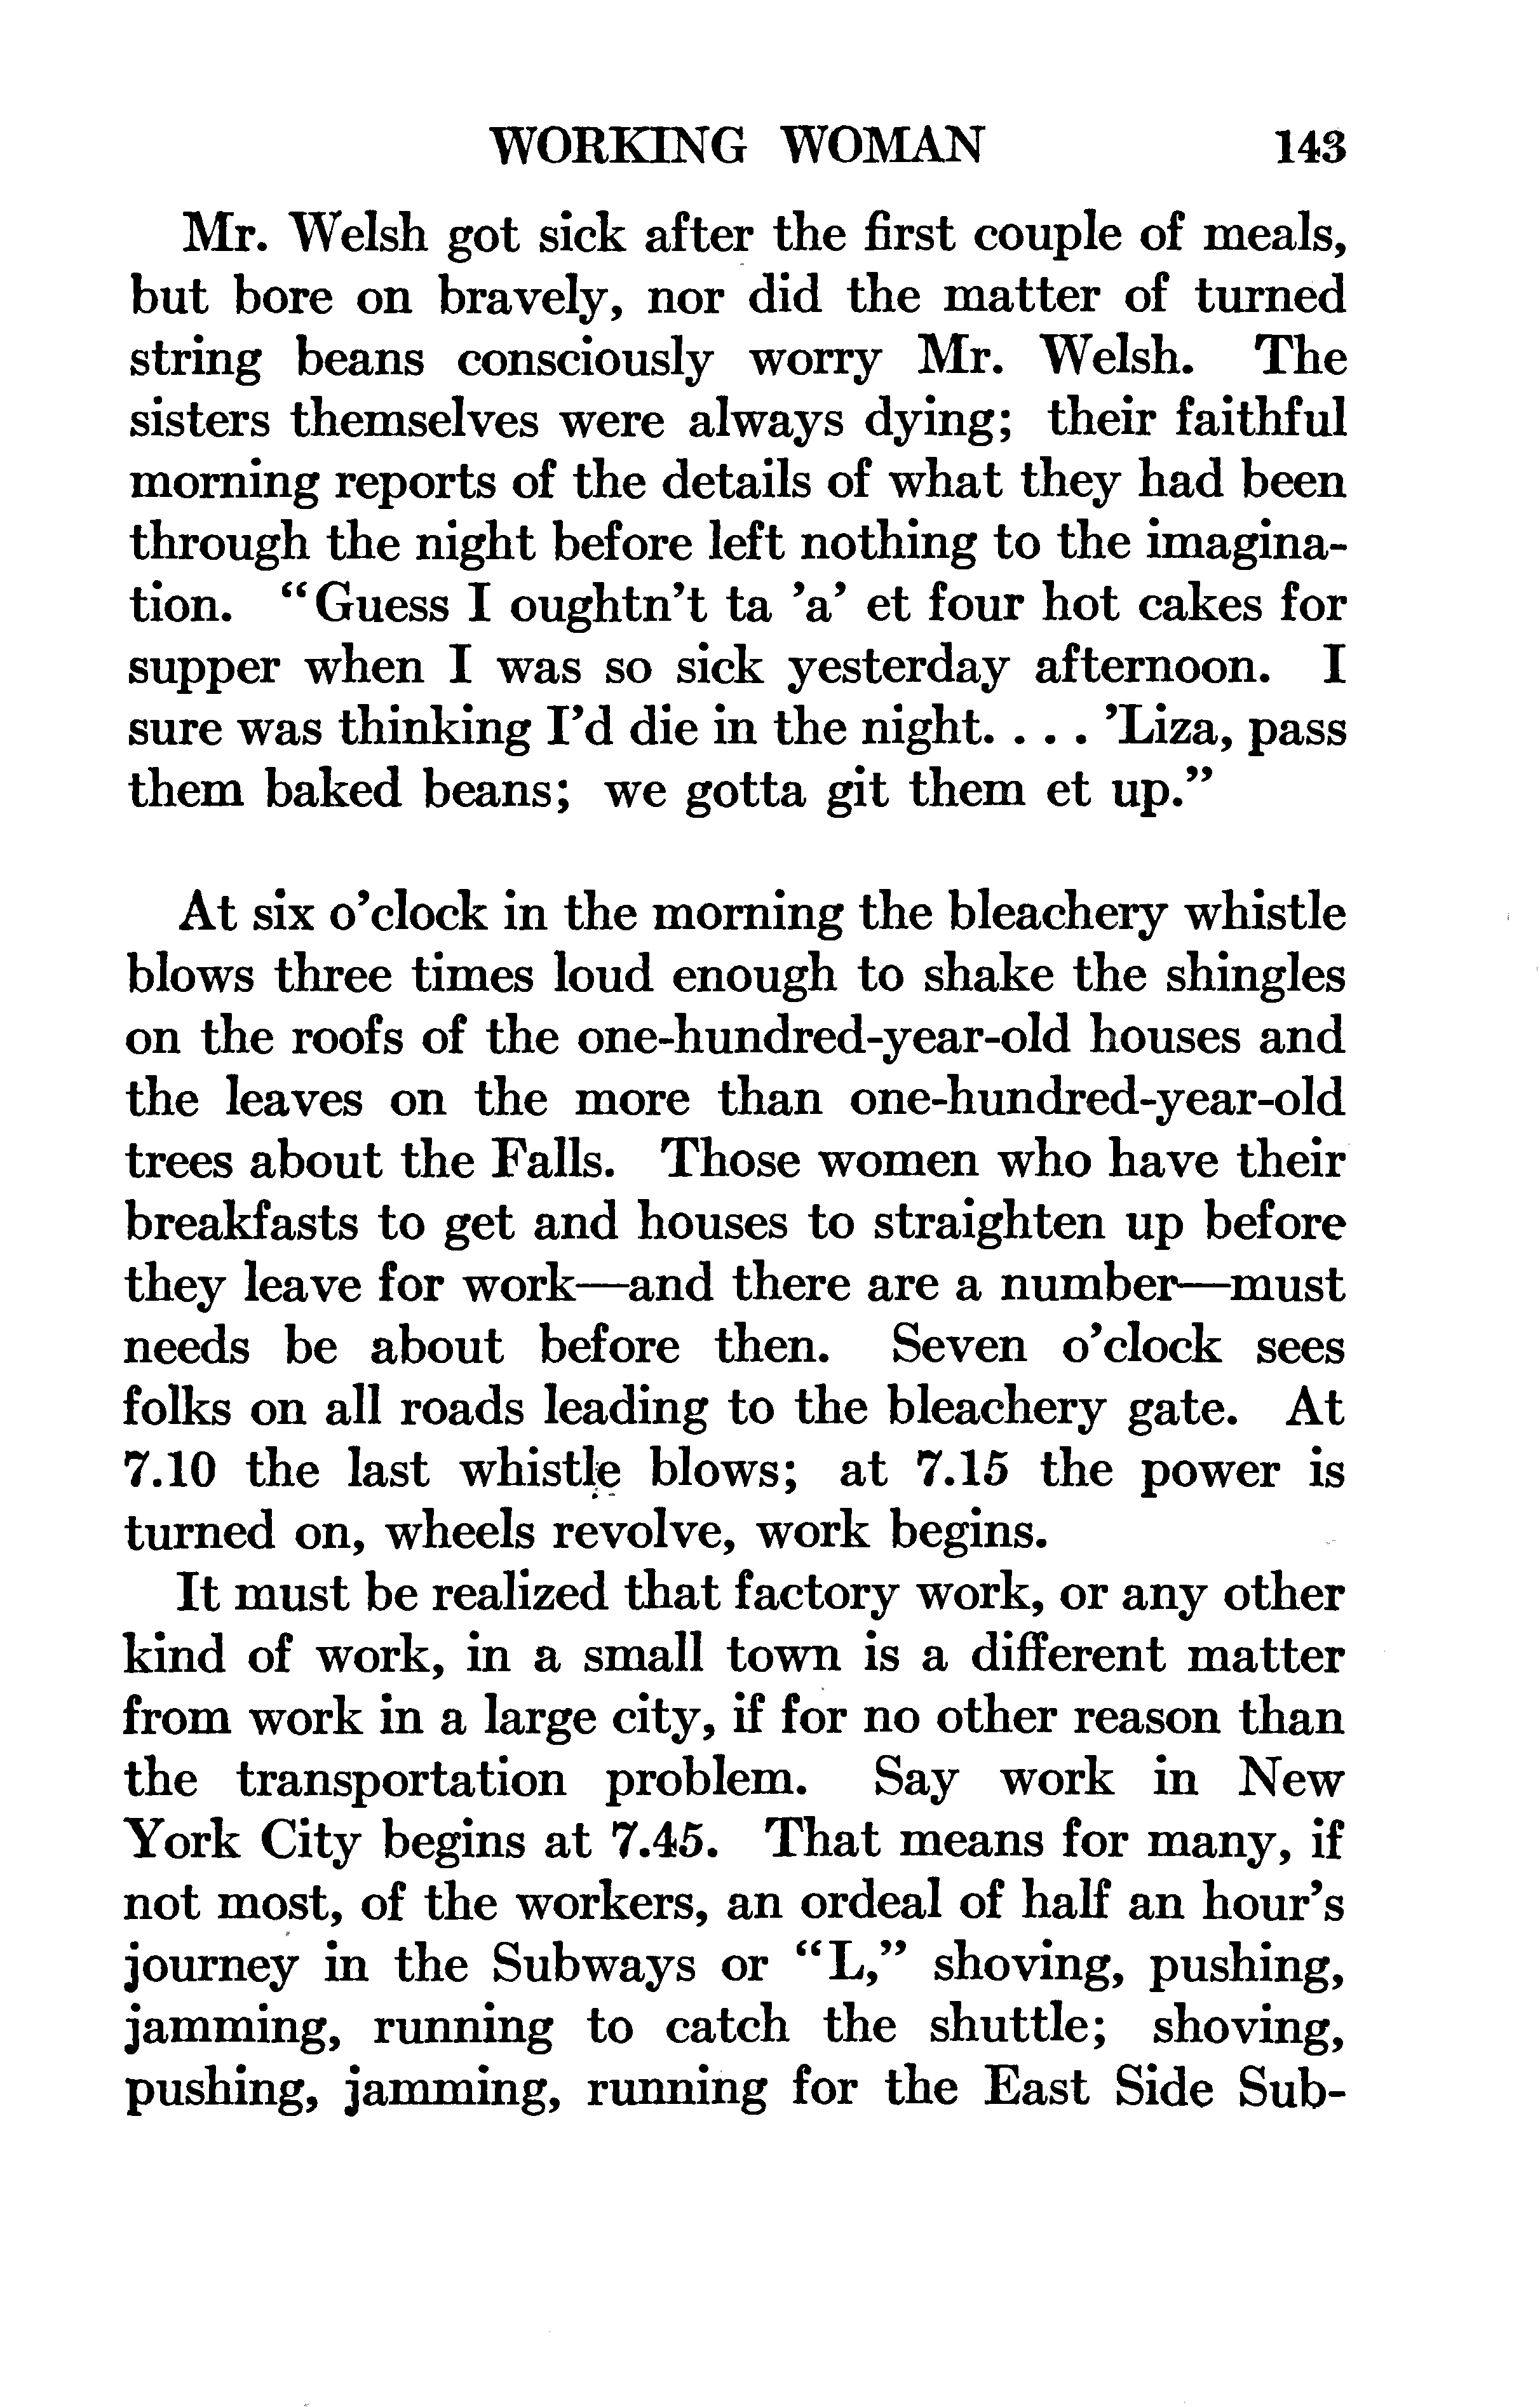 WORKING WOMAN 143
Mr. Welsh got sick after the first couple of meals,
but bore on bravely, nor did the matter of turned
string beans consciously worry Mr. Welsh. The
sisters themselves were always dying; their faithful
morning reports of the details of what they had been
through the night before left nothing to the imagina-
tion. "Guess I oughtn't ta 'a' et four hot cakes for
supper when I was so sick yesterday afternoon. I
sure was thinking I'd die in the night. . . . 'Liza, pass
them baked beans; we gotta git them et up."
At six o'clock in the morning the bleachery whistle
blows three times loud enough to shake the shingles
on the roofs of the one-hundred-year-old houses and
the leaves on the more than one-hundred-year-old
trees about the Falls. Those women who have their
breakfasts to get and houses to straighten up before
they leave for work—and there are a number—must
needs be about before then. Seven o'clock sees
folks on all roads leading to the bleachery gate. At
7.10 the last whistle blows; at 7.15 the power is
turned on, wheels revolve, work begins.
It must be realized that factory work, or any other
kind of work, in a small town is a different matter
from work in a large city, if for no other reason than
the transportation problem. Say work in New
York City begins at 7.45. That means for many, if
not most, of the workers, an ordeal of half an hour's
journey in the Subways or "L," shoving, pushing,
jamming, running to catch the shuttle; shoving,
pushing, jamming, running for the East Side Sub-